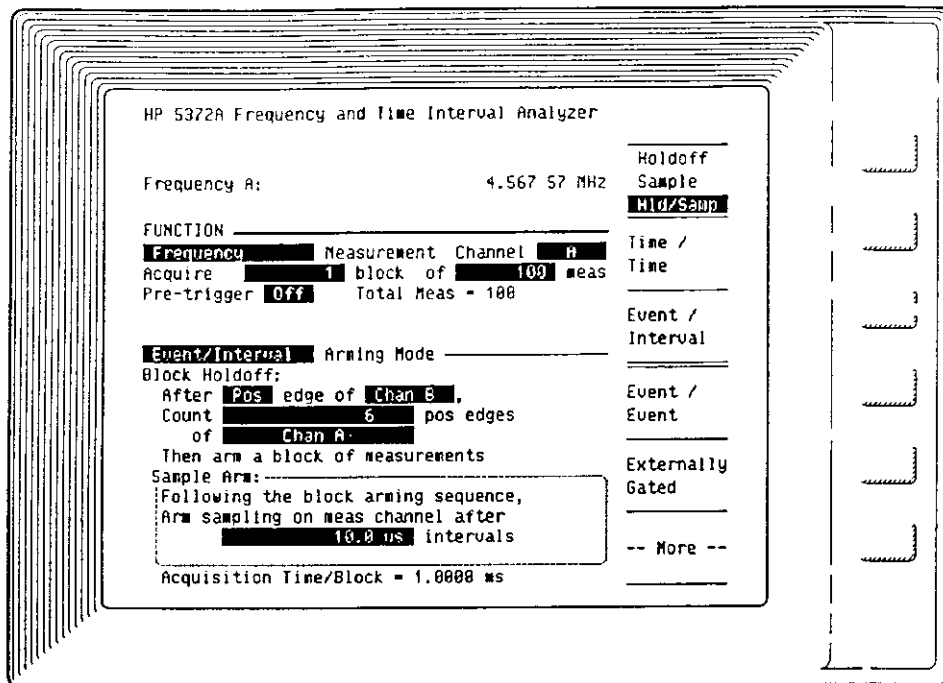 HP 5372A Frequency and Time Interval Analyzer
Frequency A: 4.567 57 MHz
FUNCTION
Frequency Measurement Channel A
Acquire 1 block of 100 meas
Pre-trigger Off Total Meas = 100
Event/Interval Arming Mode
Block Holdoff:
After Pos edge of Chan B ,
Count 6 pos edges
of Chan A
Then arm a block of measurements
Sample Arm:
Following the block arming sequence,
Arm sampling on meas channel after
10.0 us intervals
Acquisition Time/Block = 1.0000 ms
Holdoff
Sample
Hld/Samp
Time /
Time
Event /
Interval
Event /
Event
Externally
Gated
-- More --